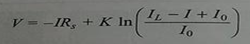 V = -IR_s + K ln((I_L - I + I_0) / I_0)